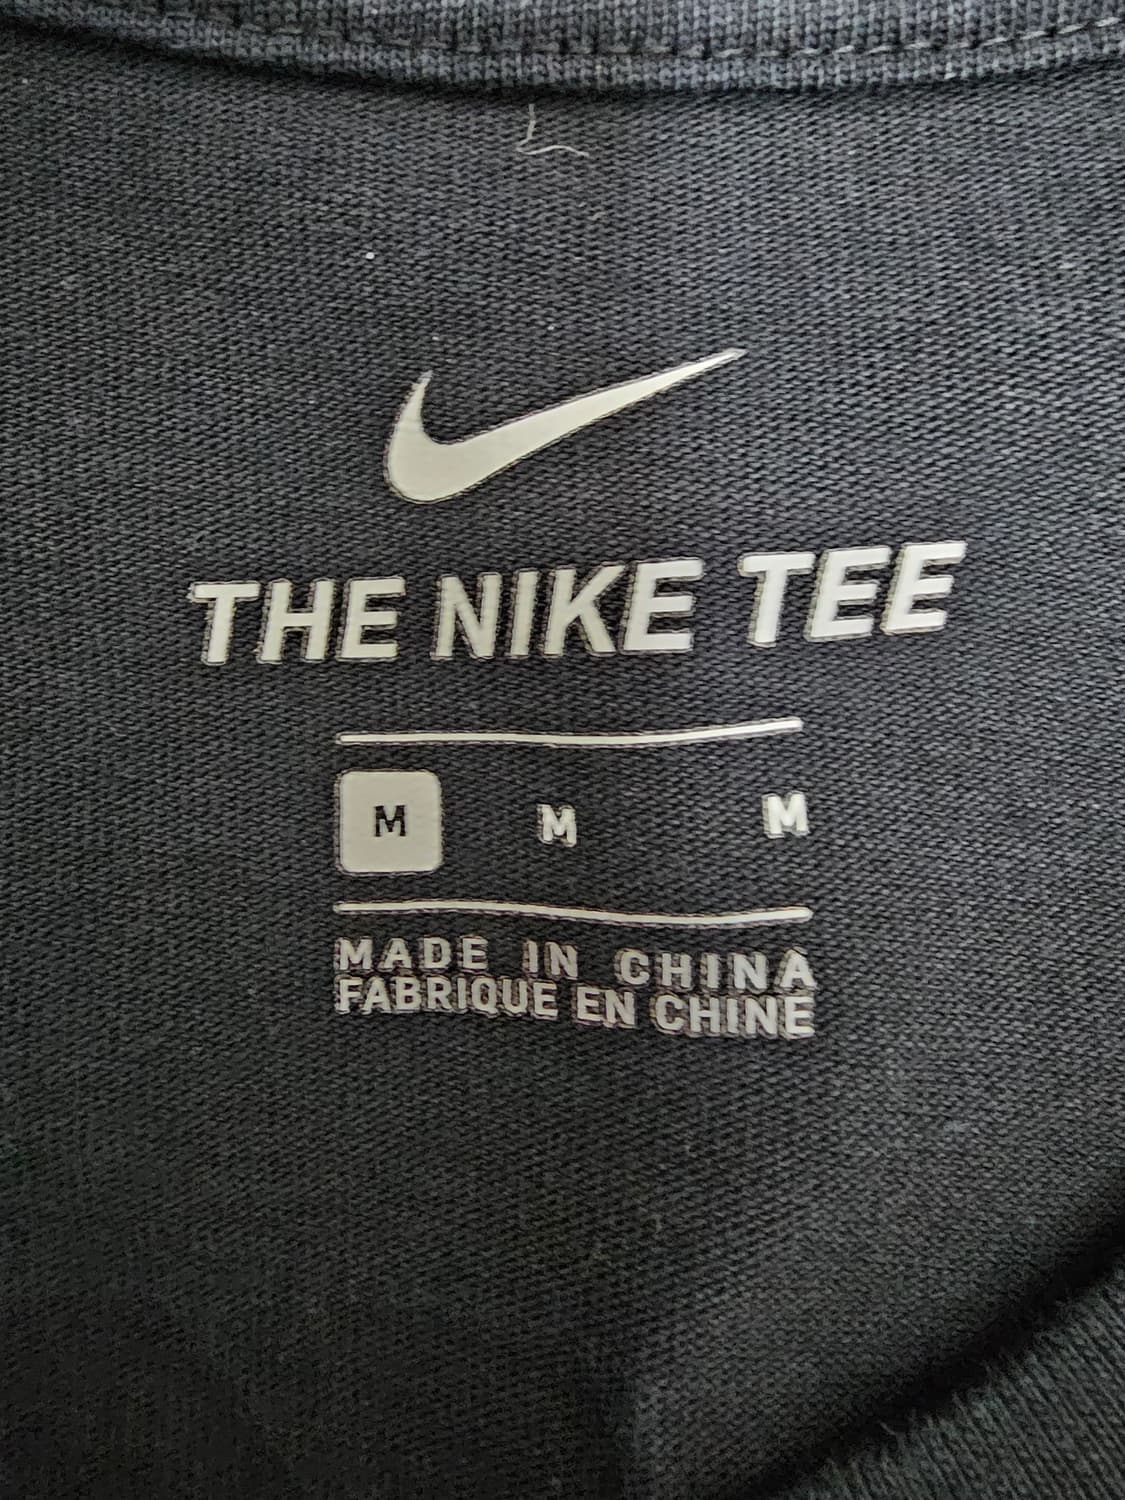 THE NIKE TEE
M M M
MADE IN CHINA
FABRIQUE EN CHINE